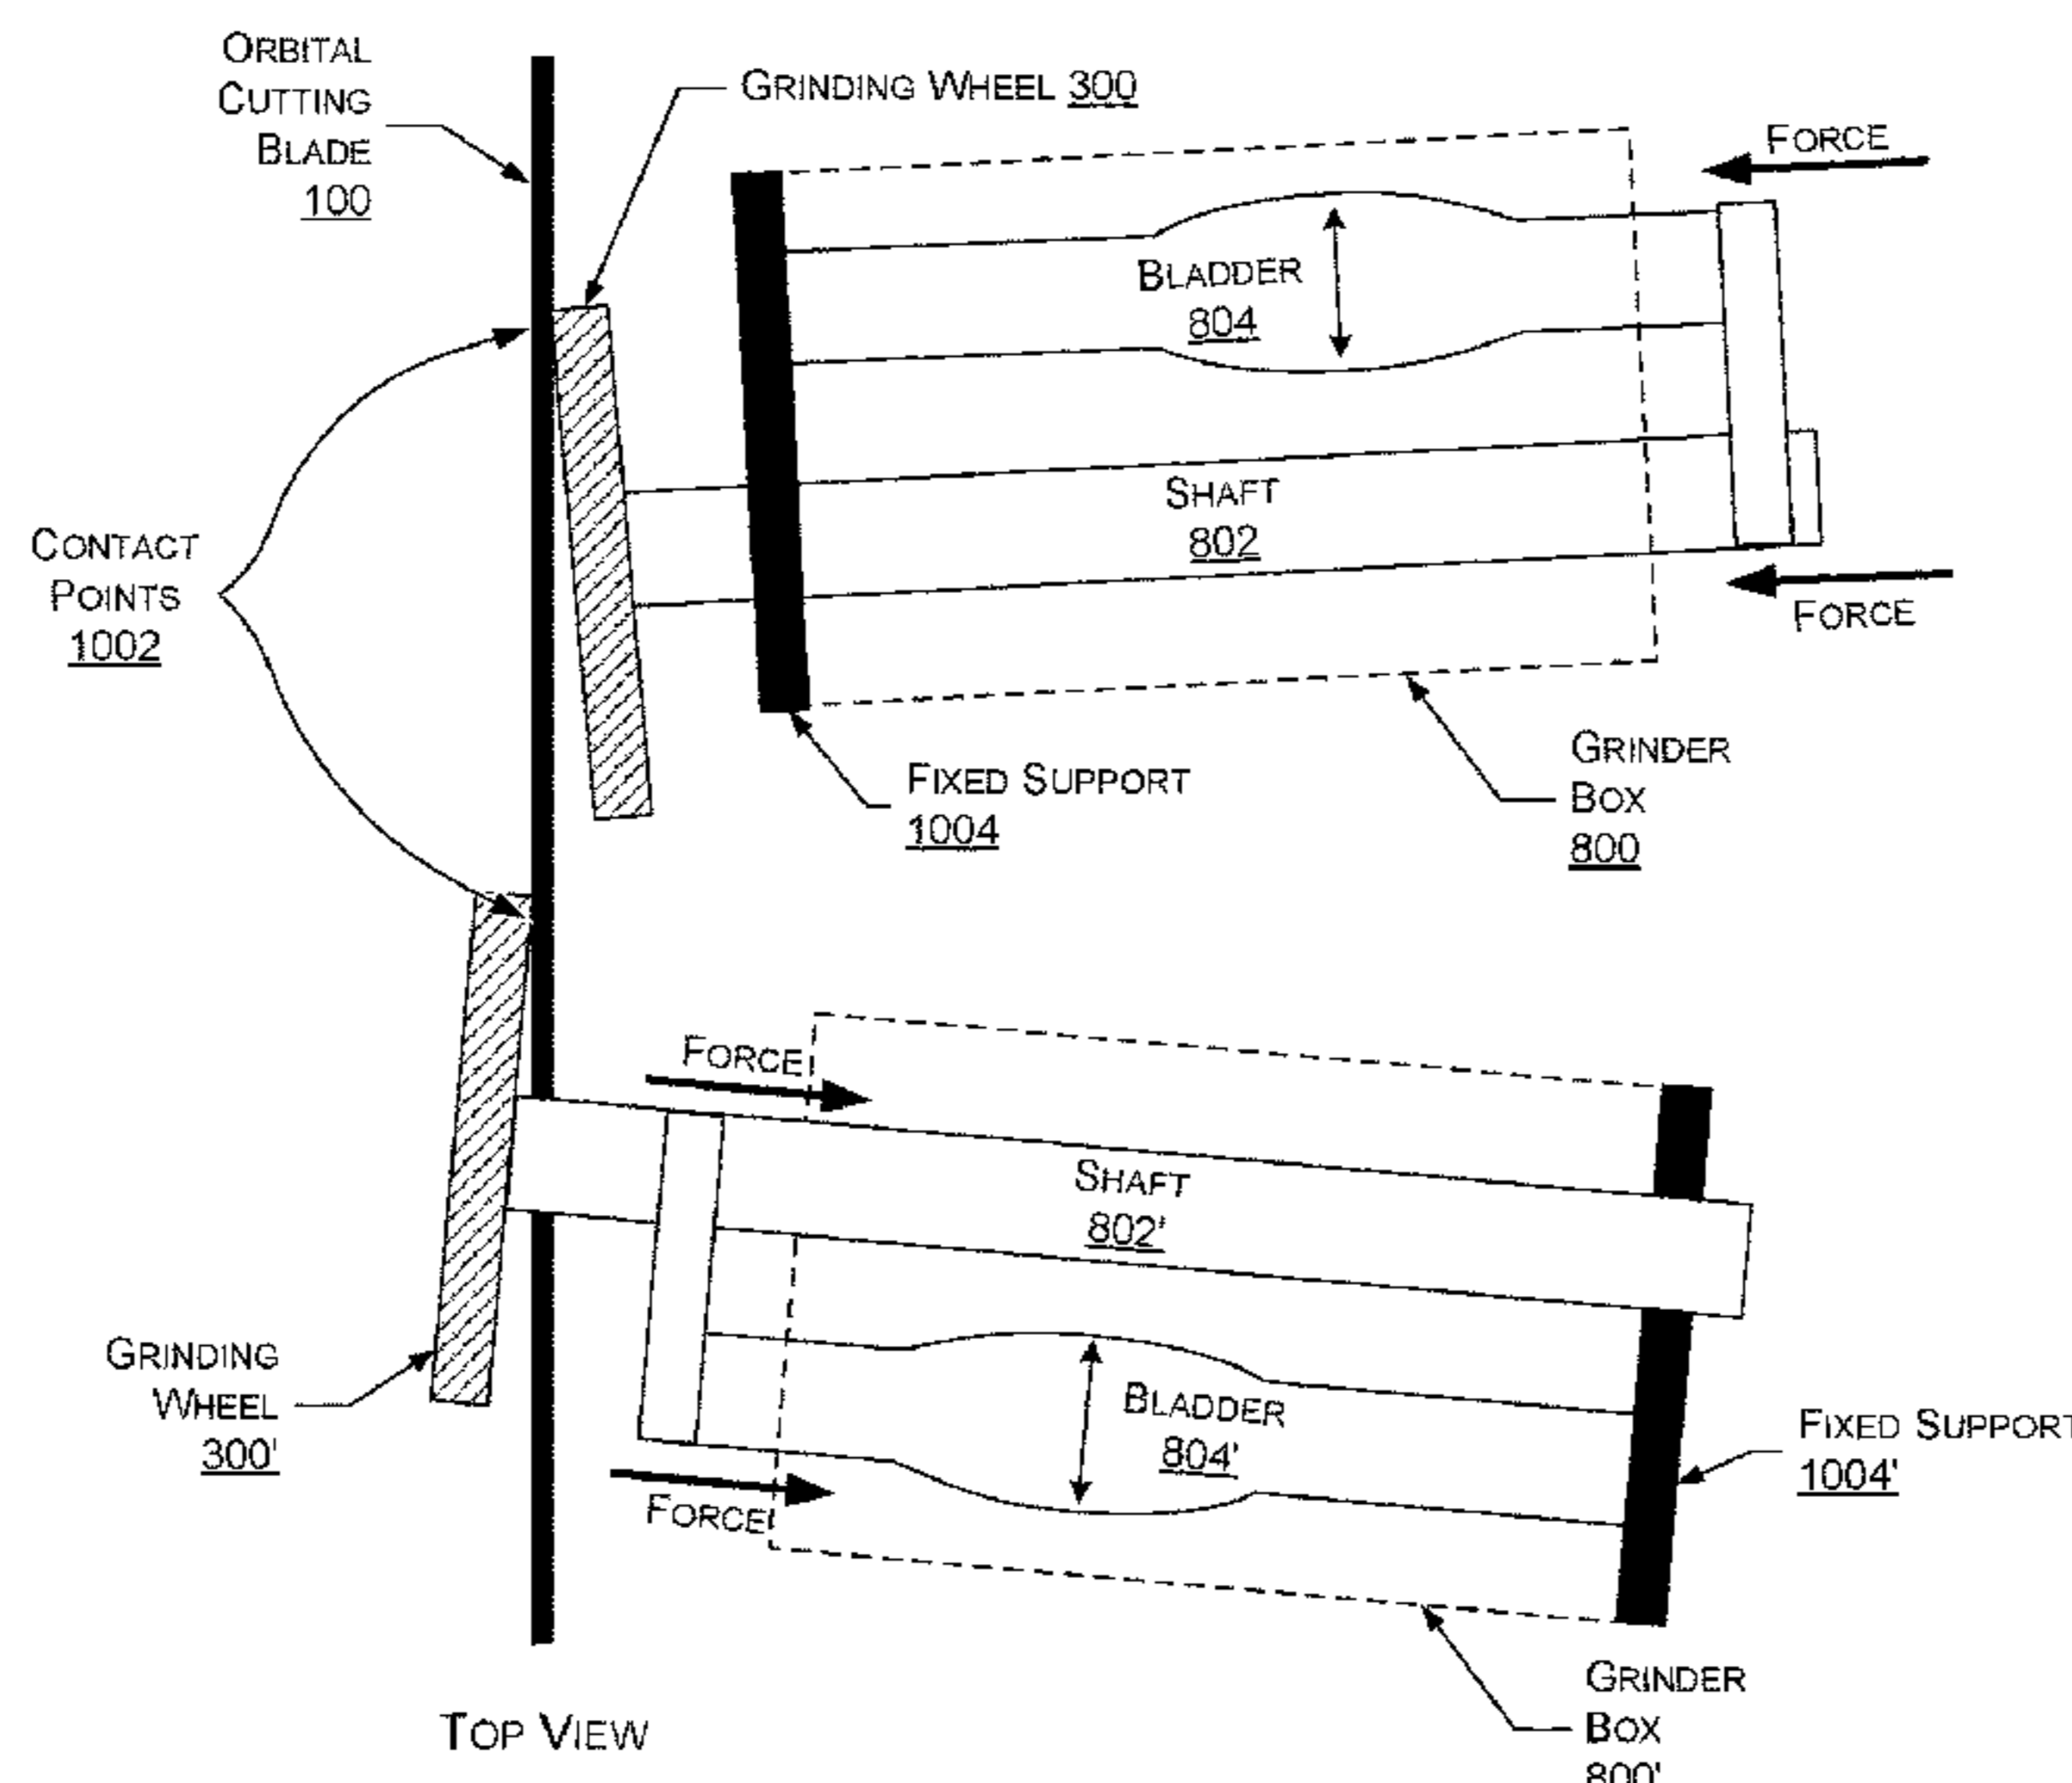 ORBITAL
CUTTING
BLADE
100
GRINDING WHEEL 300
FORCE
BLADDER
804
SHAFT
802
CONTACT
POINTS
1002
FORCE
FIXED SUPPORT
1004
GRINDER
BOX
800
FORCE
SHAFT
802'
GRINDING
WHEEL
300'
BLADDER
804'
FORCE
FIXED SUPPORT
1004'
GRINDER
BOX
800'
TOP VIEW